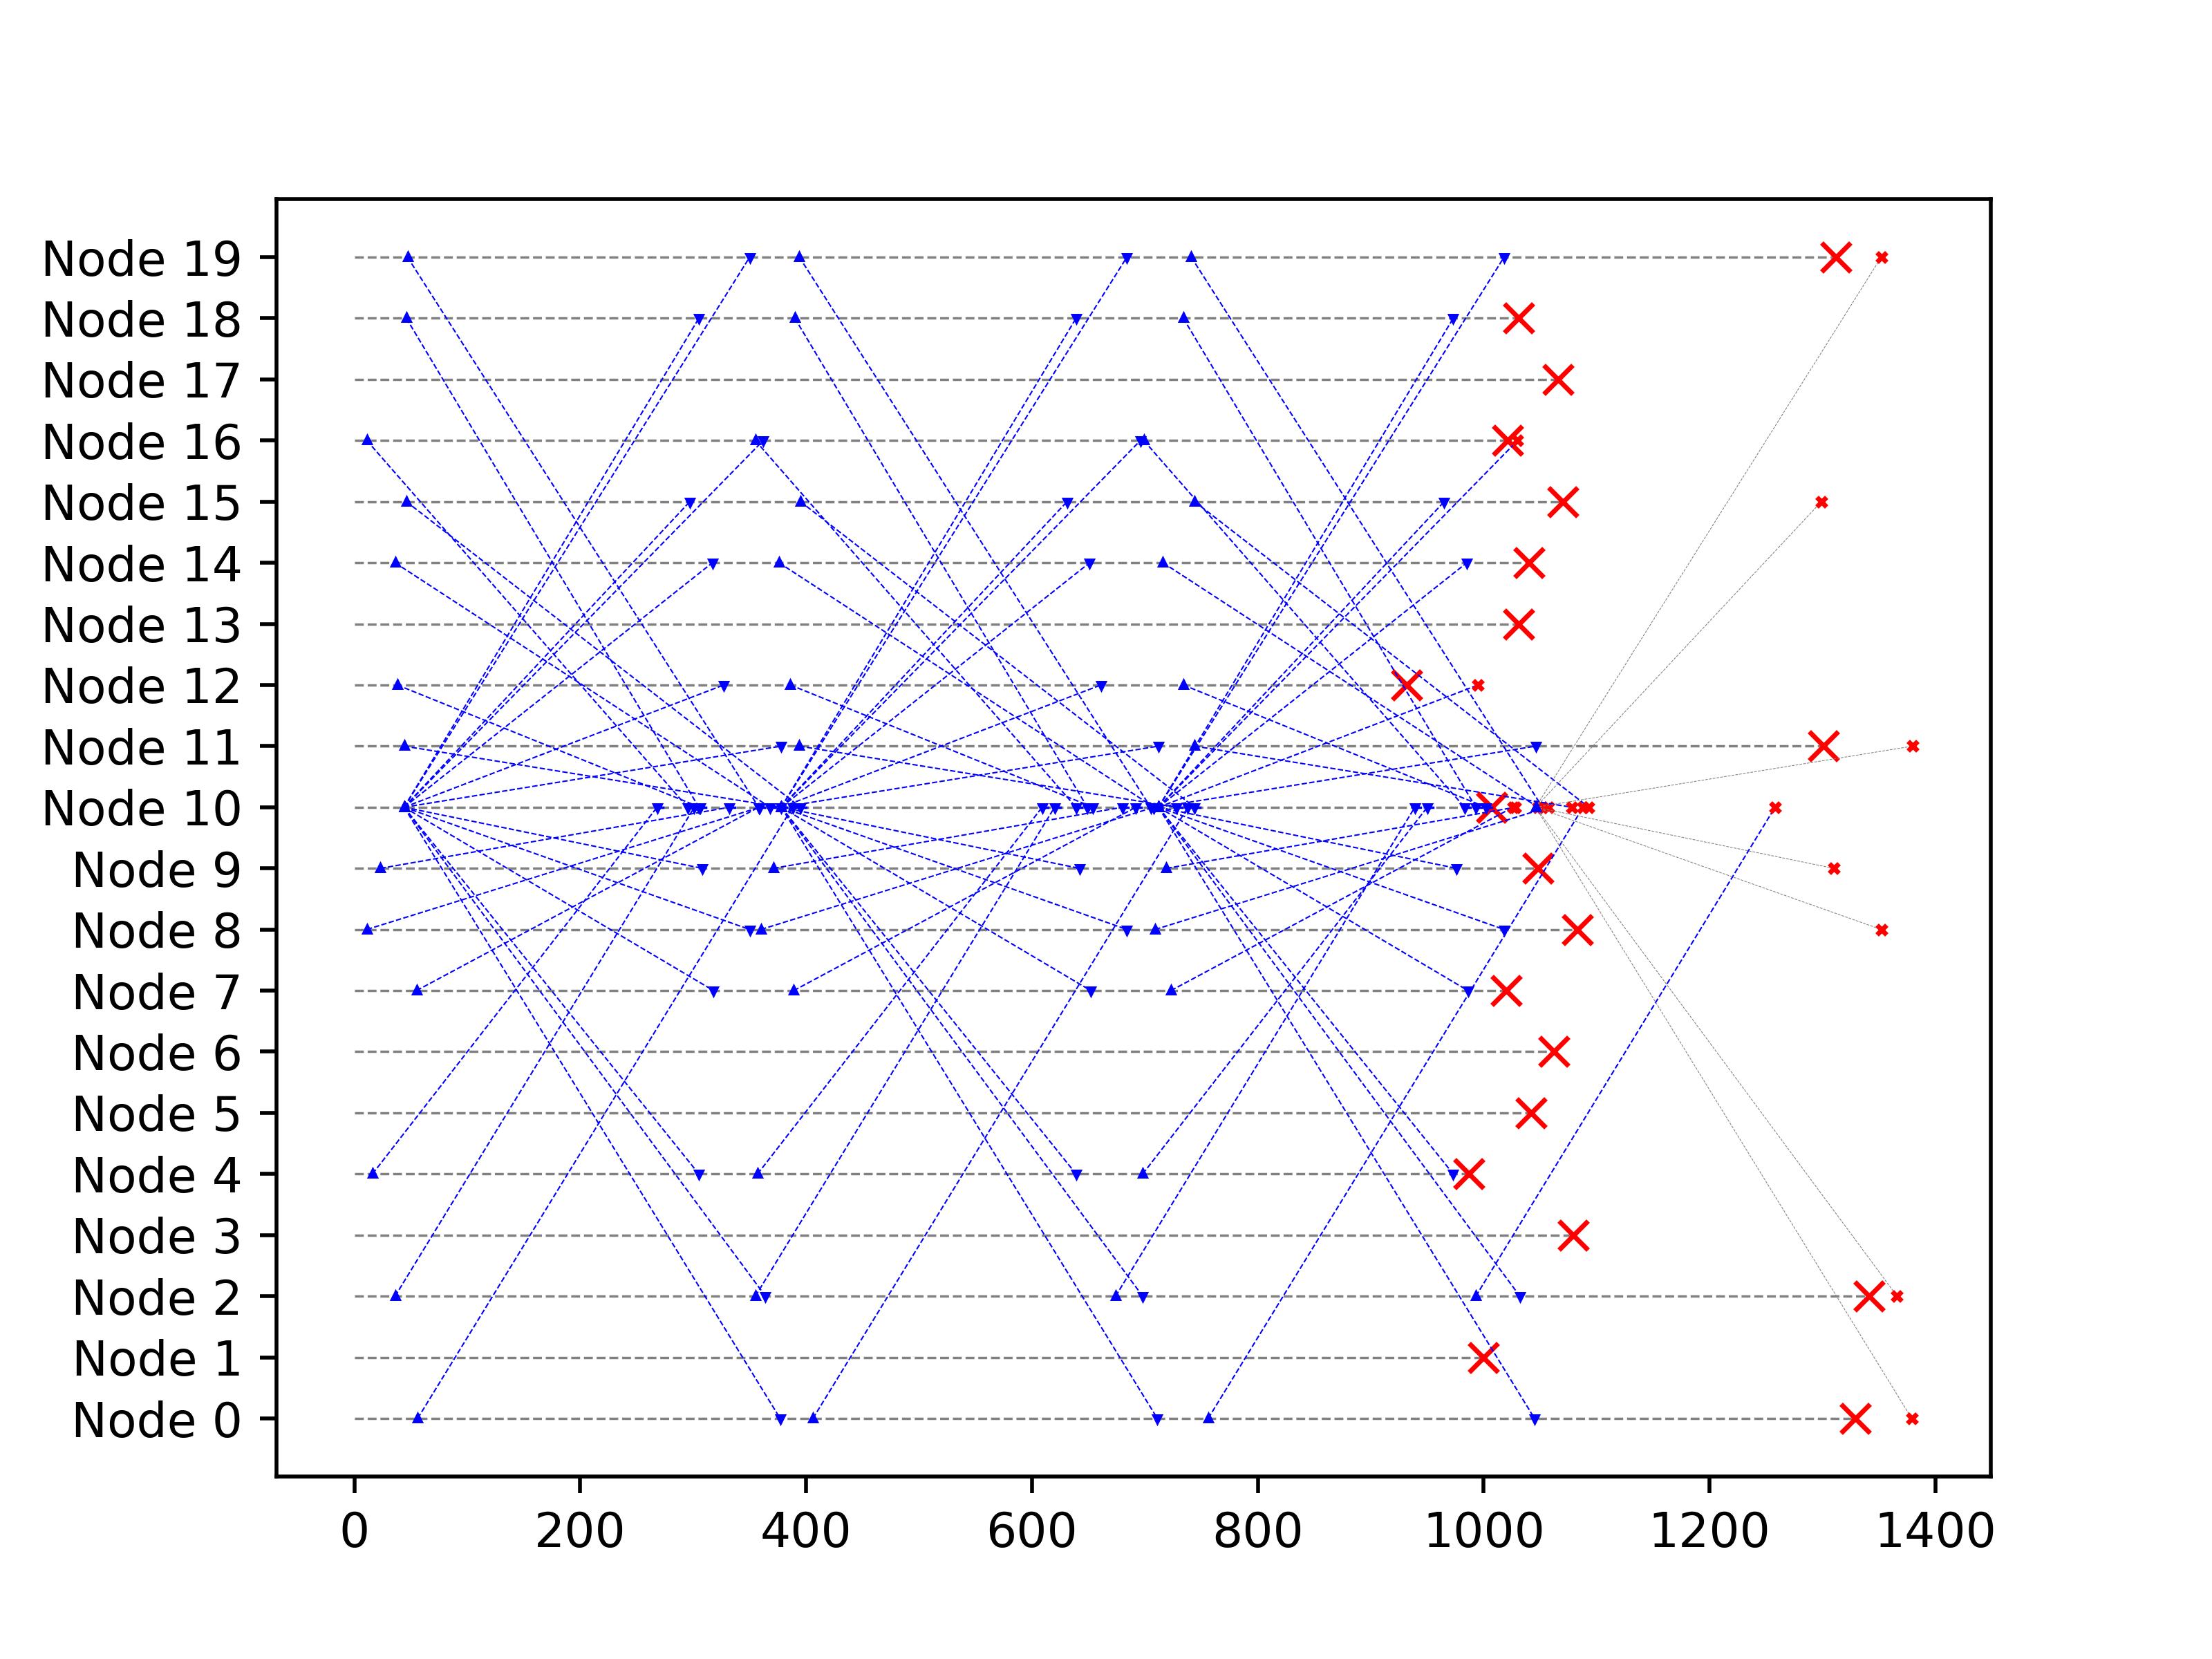 Node 19
Node 18
Node 17
Node 16
Node 15
Node 14
Node 13
Node 12
Node 11
Node 10
Node 9
Node 8
Node 7
Node 6
Node 5
Node 4
Node 3
Node 2
Node 1
Node 0
0 200 400 600 800 1000 1200 1400